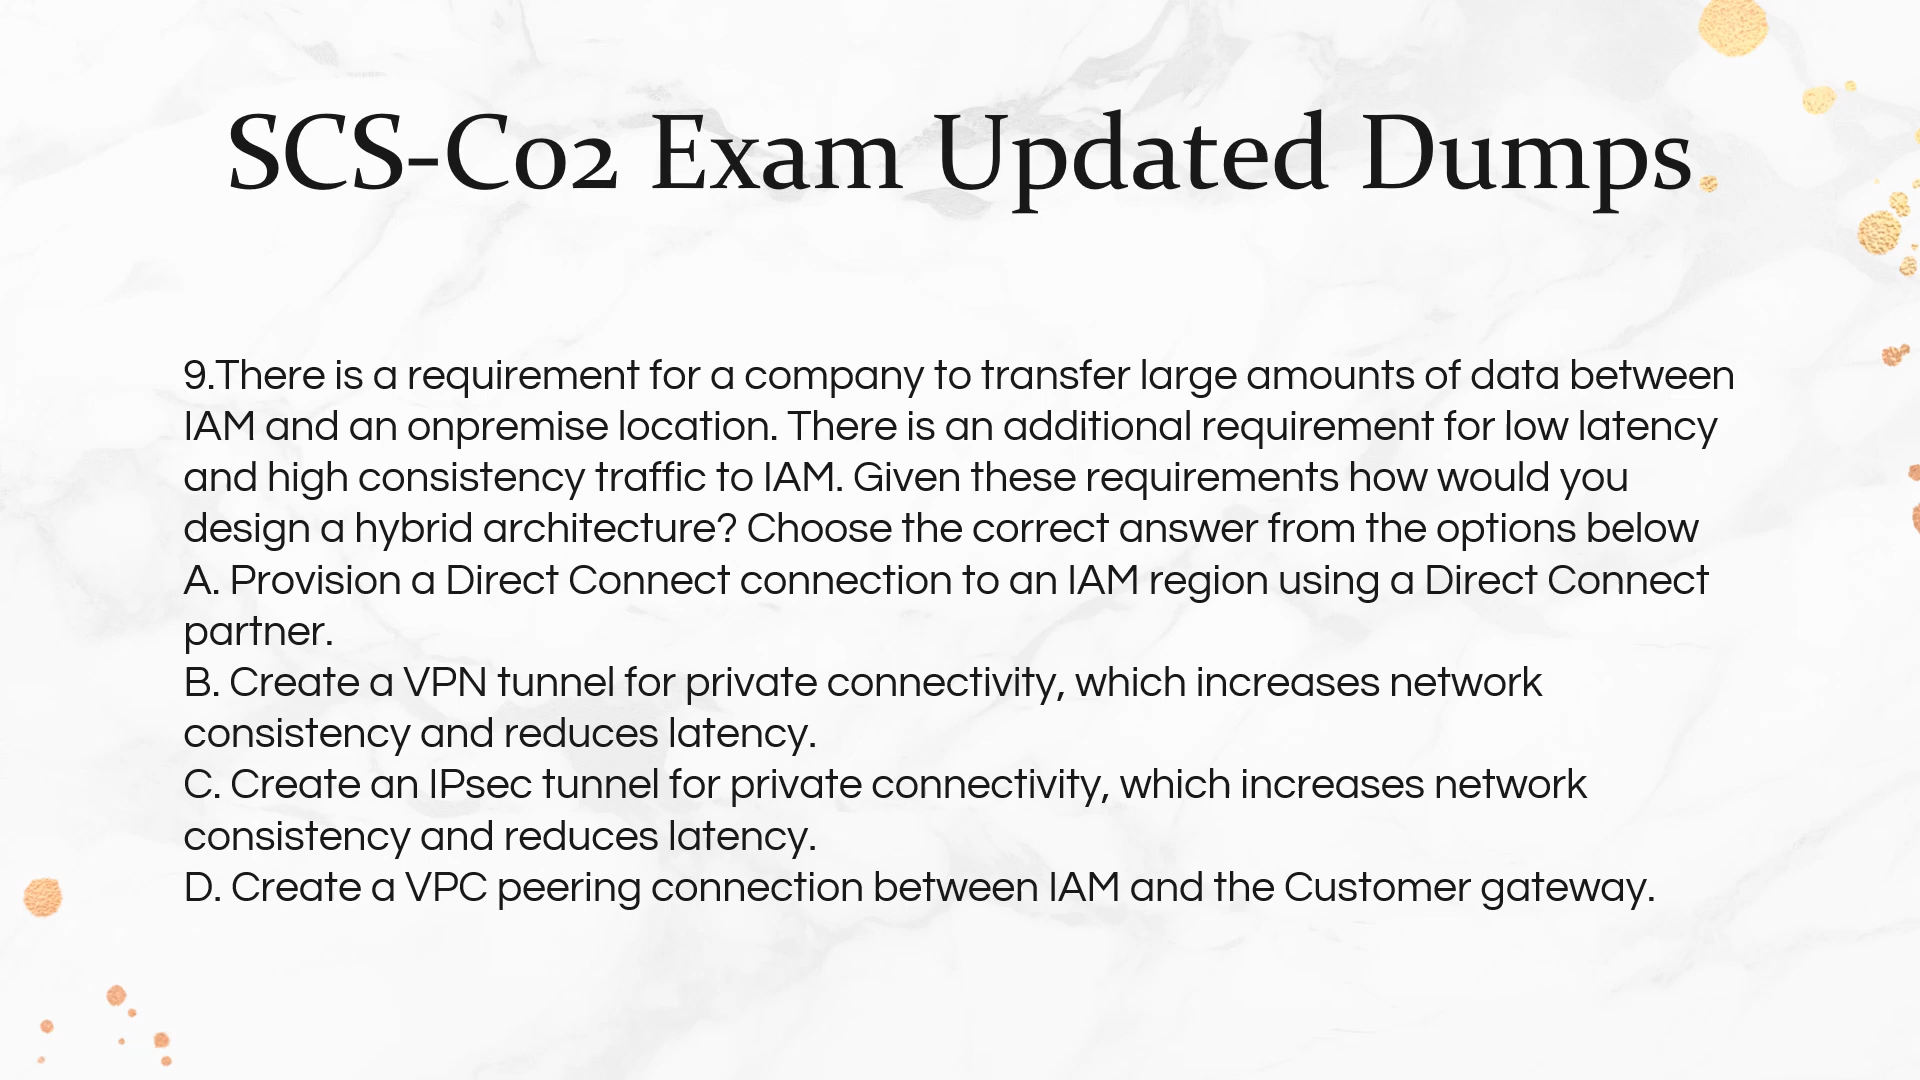 SCS-C02 Exam Updated Dumps
9.There is a requirement for a company to transfer large amounts of data between
IAM and an onpremise location. There is an additional requirement for low latency
and high consistency traffic to IAM. Given these requirements how would you
design a hybrid architecture? Choose the correct answer from the options below
A. Provision a Direct Connect connection to an IAM region using a Direct Connect
partner.
B. Create a VPN tunnel for private connectivity, which increases network
consistency and reduces latency.
C. Create an IPsec tunnel for private connectivity, which increases network
consistency and reduces latency.
D. Create a VPC peering connection between IAM and the Customer gateway.